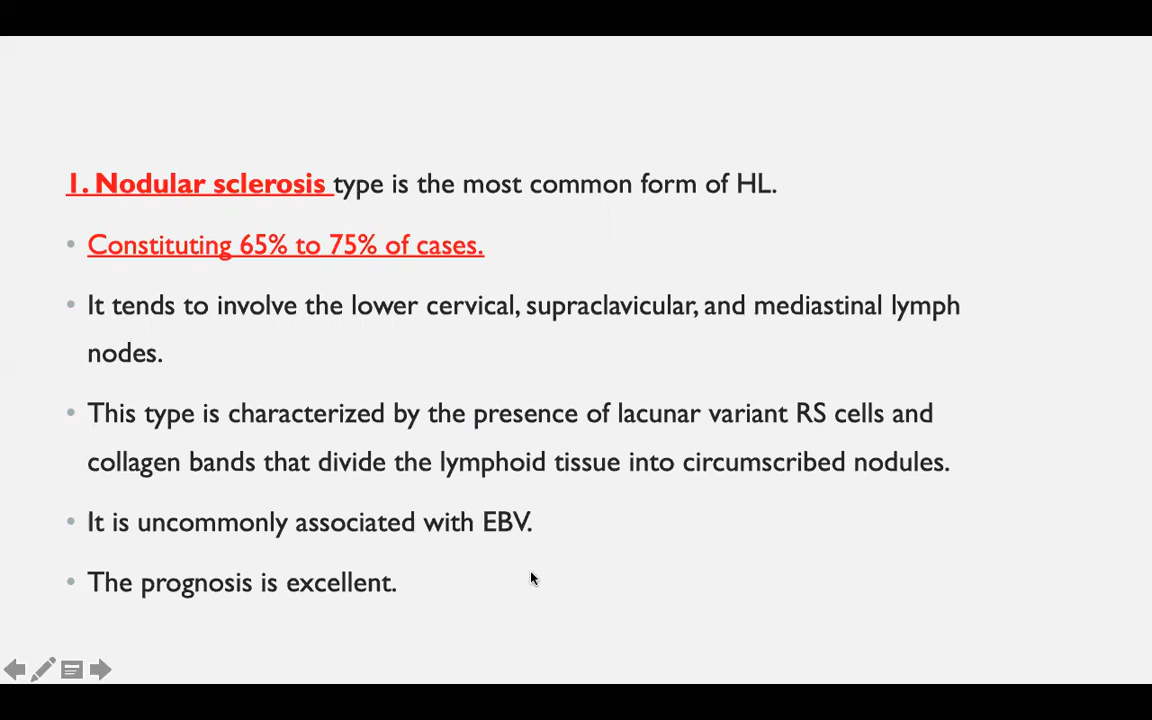 1. Nodular sclerosis type is the most common form of HL.
• Constituting 65% to 75% of cases.
• It tends to involve the lower cervical, supraclavicular, and mediastinal lymph
nodes.
• This type is characterized by the presence of lacunar variant RS cells and
collagen bands that divide the lymphoid tissue into circumscribed nodules.
• It is uncommonly associated with EBV.
• The prognosis is excellent.